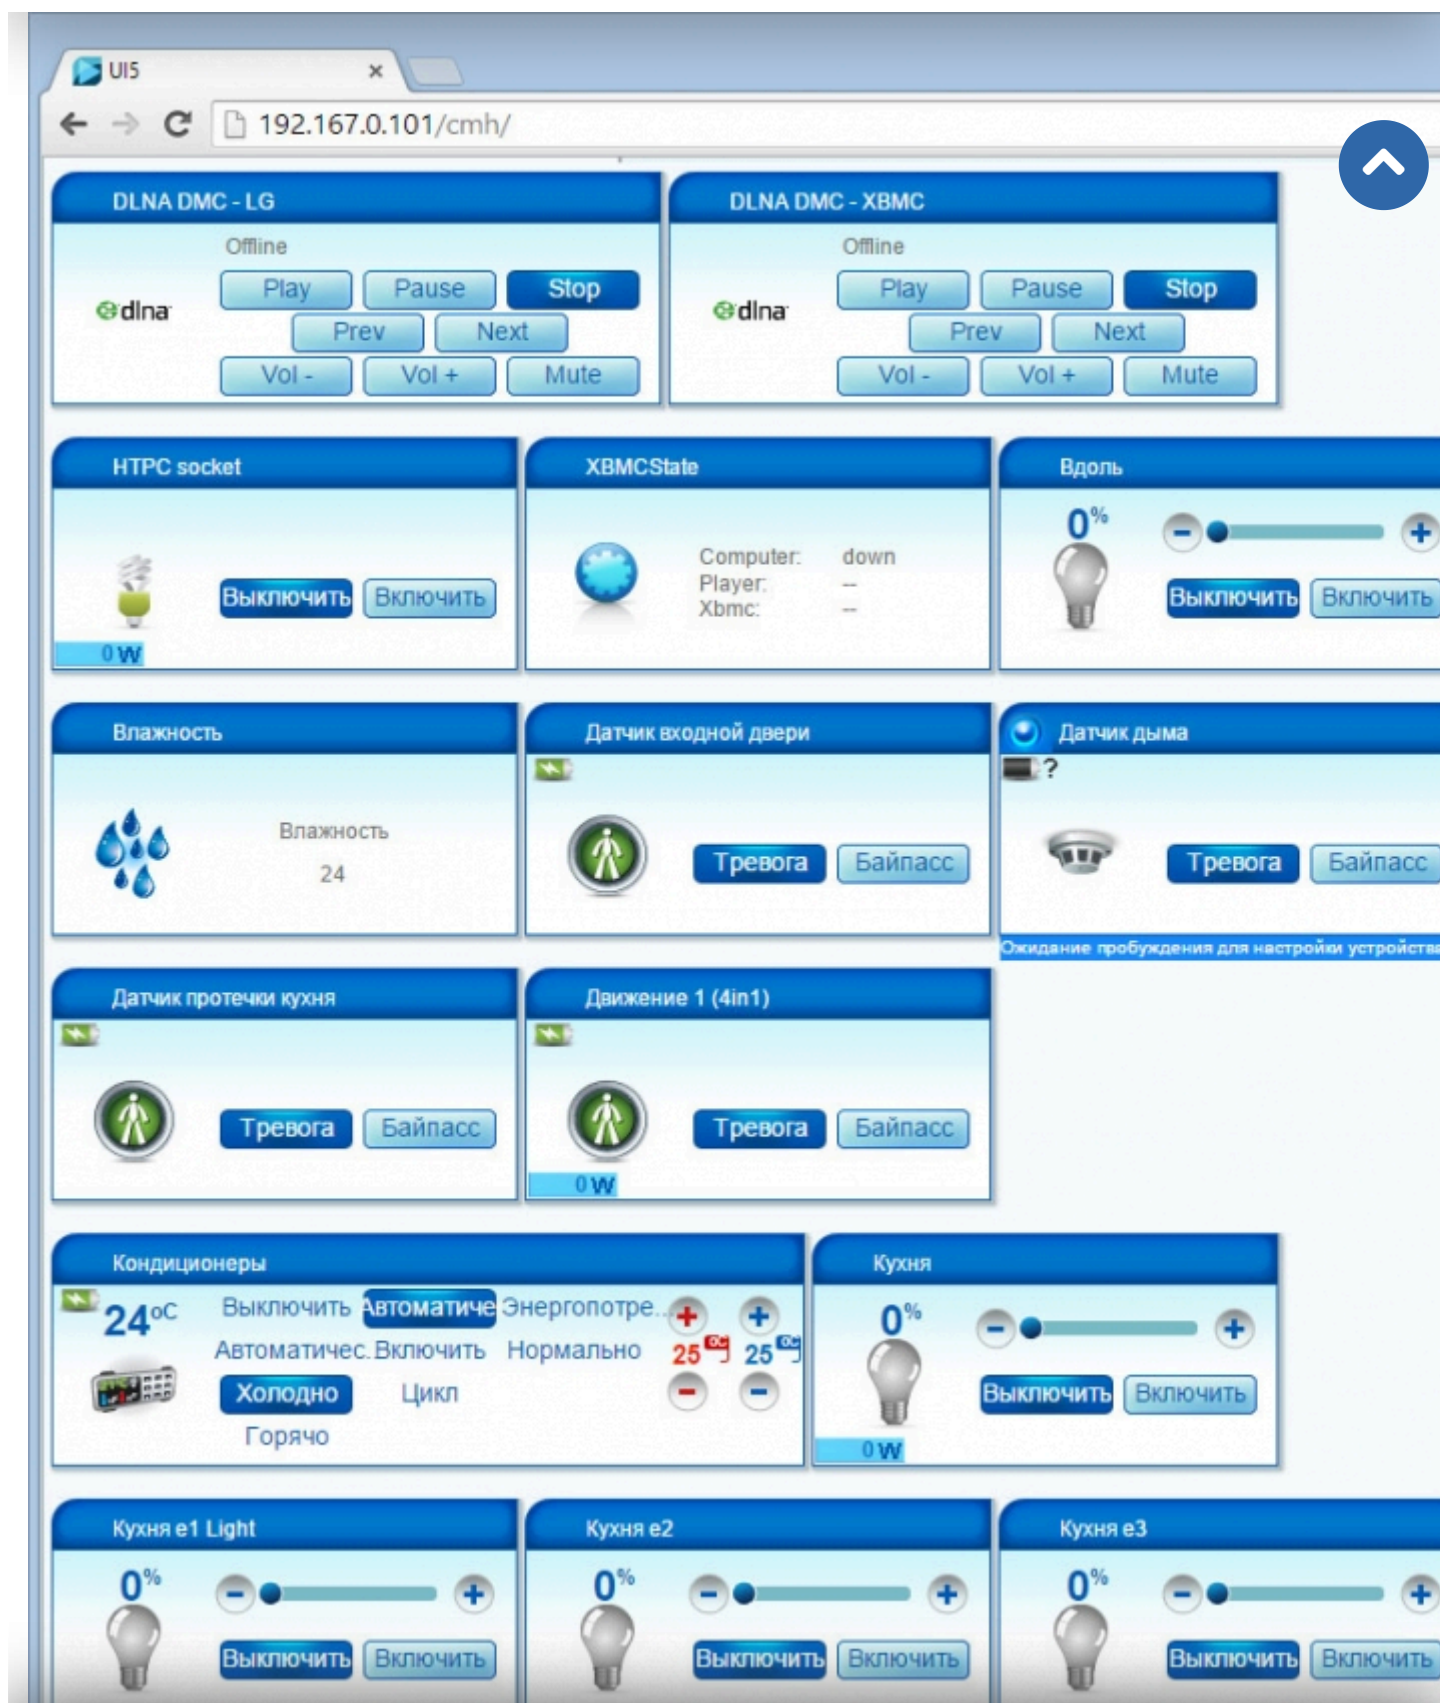 UI5
192.167.0.101/cmh/
DLNA DMC - LG
DLNA DMC - XBMC
Offline
Offline
dlna
Play
Pause
Stop
Prev
Next
Vol -
Vol +
Mute
dlna
Play
Pause
Stop
Prev
Next
Vol -
Vol +
Mute
HTPC socket
XBMCState
Вдоль
Выключить
Включить
0 W
Computer: down
Player: --
Xbmc: --
0%
Выключить
Включить
Влажность
Датчик входной двери
Датчик дыма
Влажность
24
Тревога
Байпасс
?
Тревога
Байпасс
Ожидание пробуждения для настройки устройства
Датчик протечки кухня
Движение 1 (4in1)
Тревога
Байпасс
Тревога
Байпасс
0 W
Кондиционеры
Кухня
24°C
Выключить
Автоматиче
Энергопотре...
Автоматичес.
Включить
Нормально
Холодно
Цикл
Горячо
25 °C
25 °C
0%
Выключить
Включить
0 W
Кухня e1 Light
Кухня e2
Кухня e3
0%
Выключить
Включить
0%
Выключить
Включить
0%
Выключить
Включить